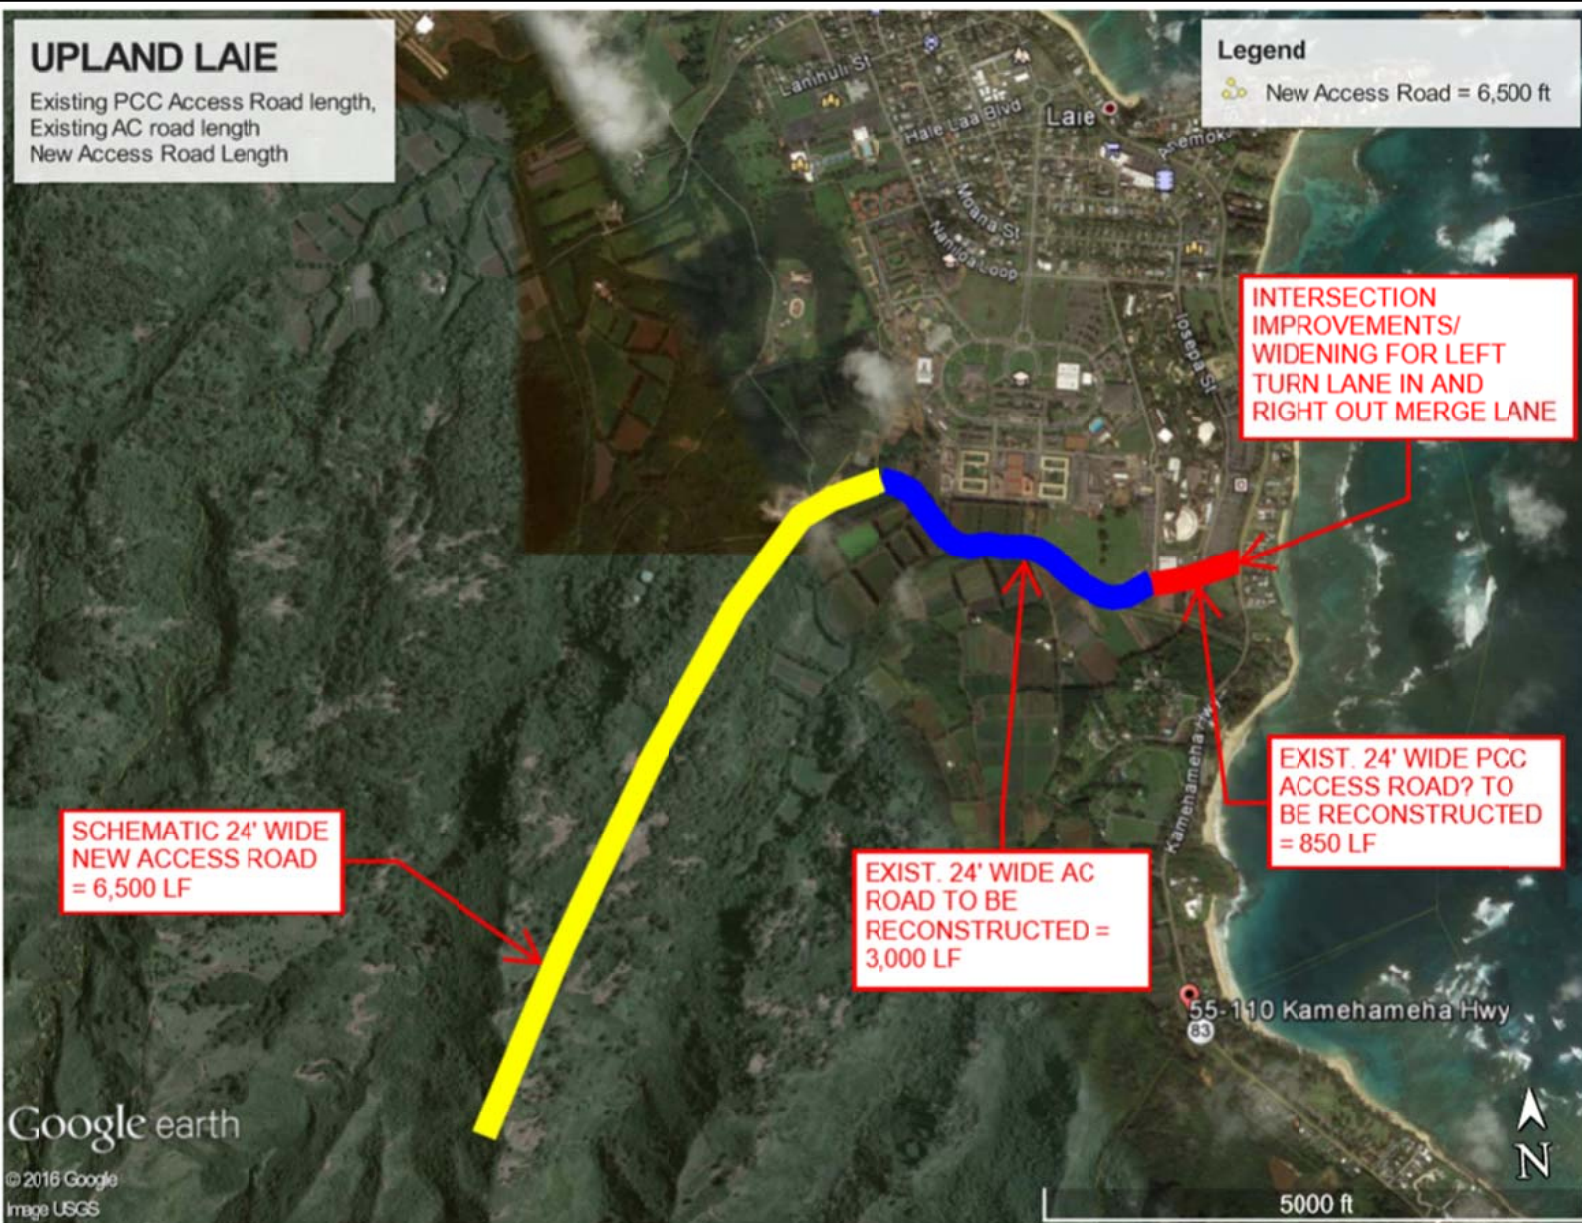 UPLAND LAIE
Existing PCC Access Road length,
Existing AC road length
New Access Road Length
Legend
New Access Road = 6,500 ft
Lanihuli St
Hale Laa Blvd
Laie
Moana St
Naniloa Loop
Iosepa St
INTERSECTION
IMPROVEMENTS/
WIDENING FOR LEFT
TURN LANE IN AND
RIGHT OUT MERGE LANE
Kamehameha Hwy
EXIST. 24' WIDE PCC
ACCESS ROAD? TO
BE RECONSTRUCTED
= 850 LF
SCHEMATIC 24' WIDE
NEW ACCESS ROAD
= 6,500 LF
EXIST. 24' WIDE AC
ROAD TO BE
RECONSTRUCTED =
3,000 LF
55-110 Kamehameha Hwy
83
Google earth
© 2016 Google
Image USGS
N
5000 ft